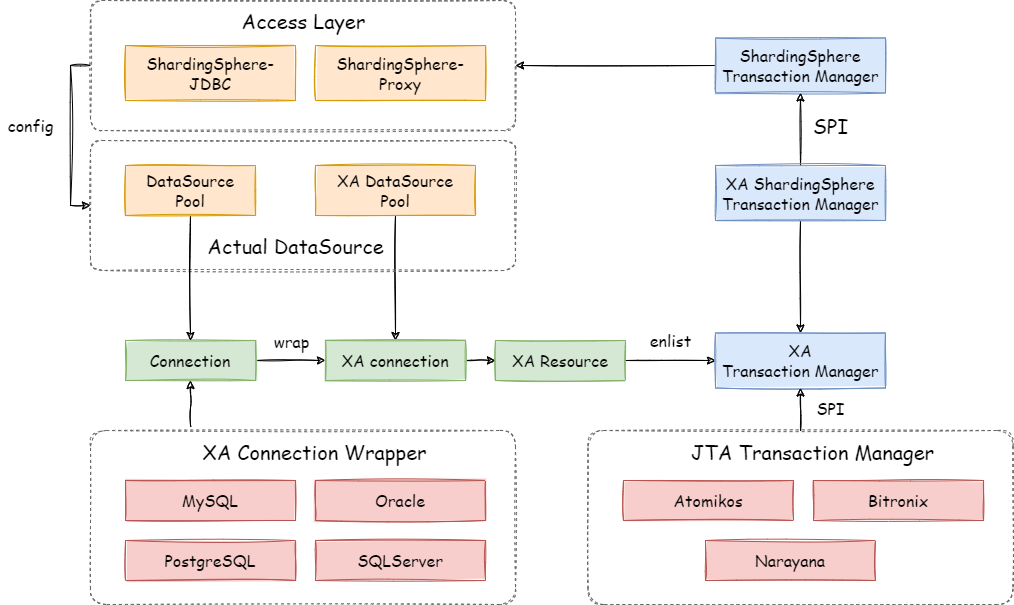 Access Layer
ShardingSphere-
JDBC
ShardingSphere-
Proxy
ShardingSphere
Transaction Manager
config
SPI
DataSource
Pool
XA DataSource
Pool
XA ShardingSphere
Transaction Manager
Actual DataSource
Connection
wrap
XA connection
XA Resource
enlist
XA
Transaction Manager
SPI
XA Connection Wrapper
MySQL
Oracle
PostgreSQL
SQLServer
JTA Transaction Manager
Atomikos
Bitronix
Narayana